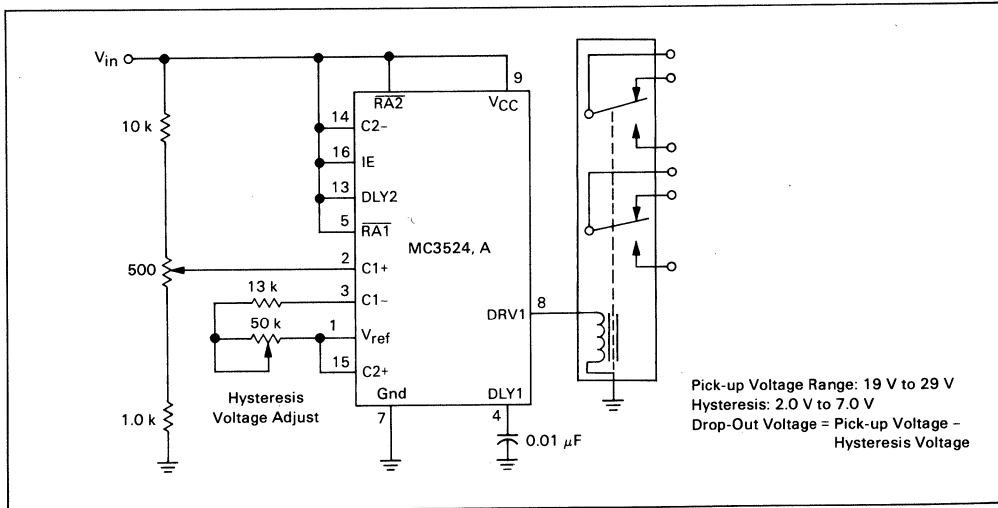 Vin
9
RA2
VCC
10 k
14
C2−
16
IE
13
DLY2
5
RA1
MC3524, A
2
C1+
500
13 k
3
C1−
8
DRV1
50 k
1
Vref
15
C2+
Hysteresis
Voltage Adjust
Gnd
DLY1
1.0 k
7
4
0.01 μF
Pick-up Voltage Range: 19 V to 29 V
Hysteresis: 2.0 V to 7.0 V
Drop-Out Voltage = Pick-up Voltage −
Hysteresis Voltage